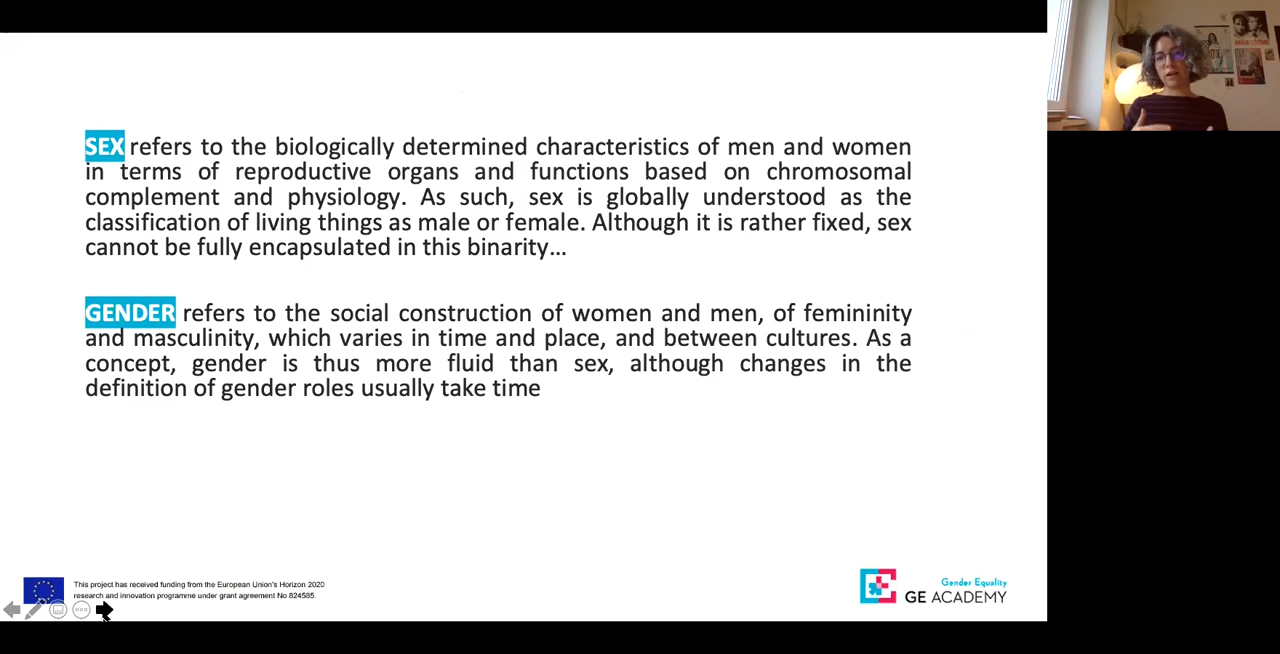 SEX refers to the biologically determined characteristics of men and women
in terms of reproductive organs and functions based on chromosomal
complement and physiology. As such, sex is globally understood as the
classification of living things as male or female. Although it is rather fixed, sex
cannot be fully encapsulated in this binarity...
GENDER refers to the social construction of women and men, of femininity
and masculinity, which varies in time and place, and between cultures. As a
concept, gender is thus more fluid than sex, although changes in the
definition of gender roles usually take time
This project has received funding from the European Union's Horizon 2020
research and innovation programme under grant agreement No 824585.
Gender Equality
GE ACADEMY